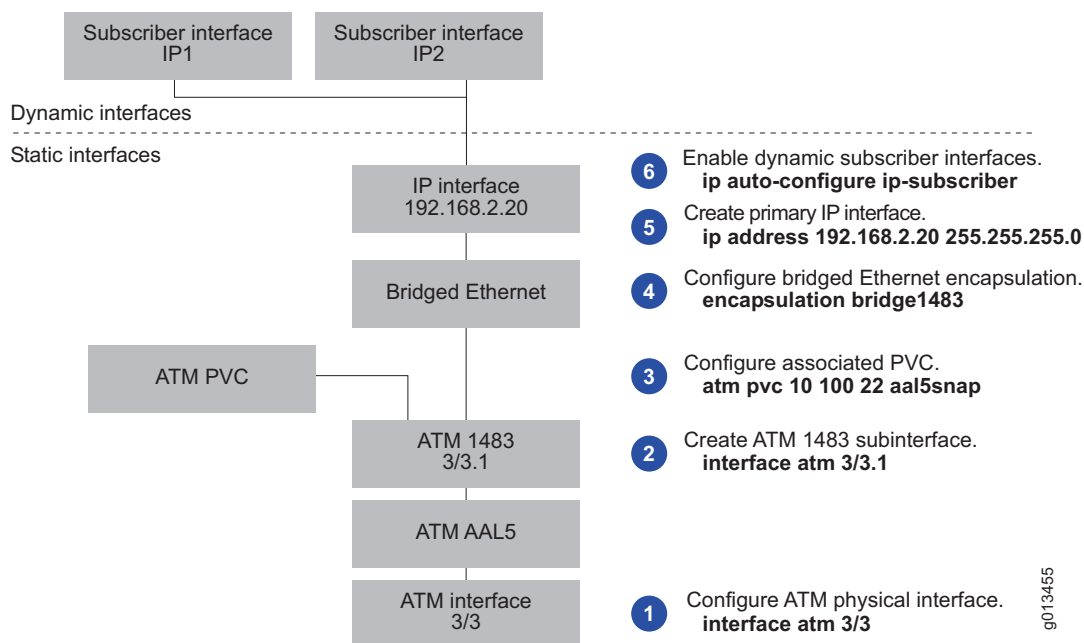 Subscriber interface
IP1
Subscriber interface
IP2
Dynamic interfaces
Static interfaces
IP interface
192.168.2.20
6
Enable dynamic subscriber interfaces.
ip auto-configure ip-subscriber
5
Create primary IP interface.
ip address 192.168.2.20 255.255.255.0
Bridged Ethernet
4
Configure bridged Ethernet encapsulation.
encapsulation bridge1483
ATM PVC
3
Configure associated PVC.
atm pvc 10 100 22 aal5snap
ATM 1483
3/3.1
2
Create ATM 1483 subinterface.
interface atm 3/3.1
ATM AAL5
ATM interface
3/3
1
Configure ATM physical interface.
interface atm 3/3
g013455